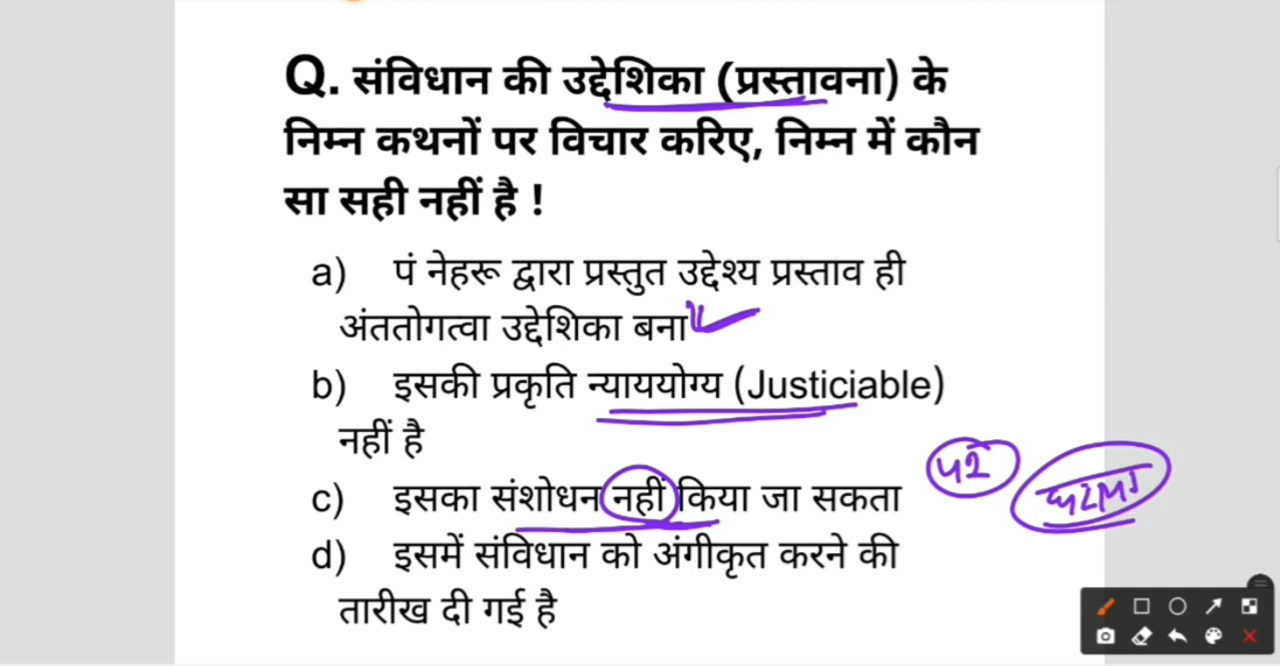 Q. संविधान की उद्देशिका (प्रस्तावना) के
निम्न कथनों पर विचार करिए, निम्न में कौन
सा सही नहीं है !
a) पं नेहरू द्वारा प्रस्तुत उद्देश्य प्रस्ताव ही
अंततोगत्वा उद्देशिका बना
b) इसकी प्रकृति न्याययोग्य (Justiciable)
नहीं है
c) इसका संशोधन नहीं किया जा सकता
d) इसमें संविधान को अंगीकृत करने की
तारीख दी गई है